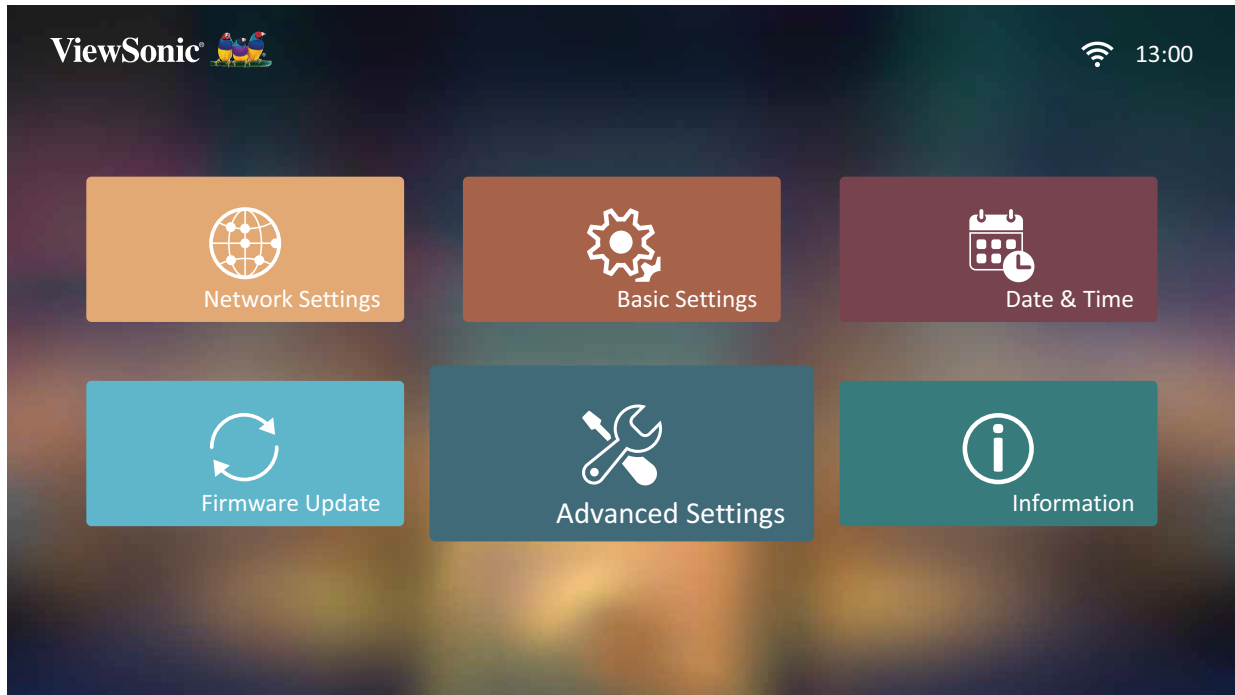 ViewSonic®
13:00
Network Settings
Basic Settings
Date & Time
Firmware Update
Advanced Settings
Information